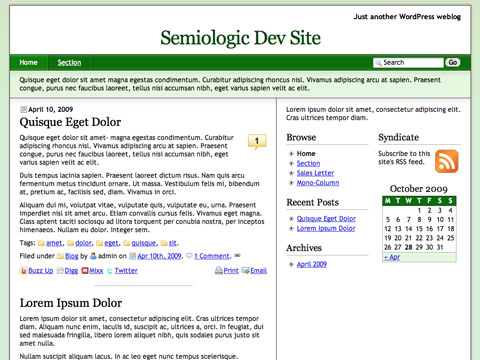 Just another WordPress weblog
Semiologic Dev Site
Home Section Search Go
Quisque eget dolor sit amet magna egestas condimentum. Curabitur adipiscing rhoncus nisl. Vivamus adipiscing arcu at sapien. Praesent
congue, purus nec faucibus laoreet, tellus nisi accumsan nibh, eget varius sapien velit ac elit.
April 10, 2009
Quisque Eget Dolor
Quisque eget dolor sit amet- magna egestas condimentum. Curabitur
adipiscing rhoncus nisl. Vivamus adipiscing arcu at sapien. Praesent
congue, purus nec faucibus laoreet, tellus nisi accumsan nibh, eget
varius sapien velit ac elit.
1
Duis tempus lacinia sapien. Praesent laoreet dictum risus. Nam quis arcu
fermentum metus tincidunt ornare. Ut massa. Vestibulum felis mi, bibendum
at, pretium ac, facilisis sed, diam. Vivamus in orci.
Aliquam dui mi, volutpat vitae, vulputate quis, vulputate eu, urna. Praesent
imperdiet nisi sit amet arcu. Etiam convallis cursus felis. Vivamus eget magna.
Class aptent taciti sociosqu ad litora torquent per conubia nostra, per inceptos
himenaeos. Nullam eu dolor. Integer sem.
Tags: amet, dolor, eget, quisque, sit.
Filed under Blog by admin on Apr 10th, 2009. 1 Comment.
Buzz Up Digg Mixx Twitter Print Email
Lorem Ipsum Dolor
Lorem ipsum dolor sit amet, consectetur adipiscing elit. Cras ultrices tempor
diam. Aliquam nunc enim, iaculis id, suscipit ac, ultrices a, orci. In feugiat, dui
sed malesuada fringilla, libero lorem aliquet nibh, quis sodales purus justo sit
amet nulla.
Nullam suscipit aliquam lacus. In ac eget nunc tempus scelerisque.
Lorem ipsum dolor sit amet, consectetur adipiscing elit.
Cras ultrices tempor diam.
Browse
Home
Section
Sales Letter
Mono-Column
Recent Posts
Quisque Eget Dolor
Lorem Ipsum Dolor
Archives
April 2009
Syndicate
Subscribe to this
site's RSS feed.
October 2009
M T W T F S S
1 2 3 4
5 6 7 8 9 10 11
12 13 14 15 16 17 18
19 20 21 22 23 24 25
26 27 28 29 30 31
« Apr